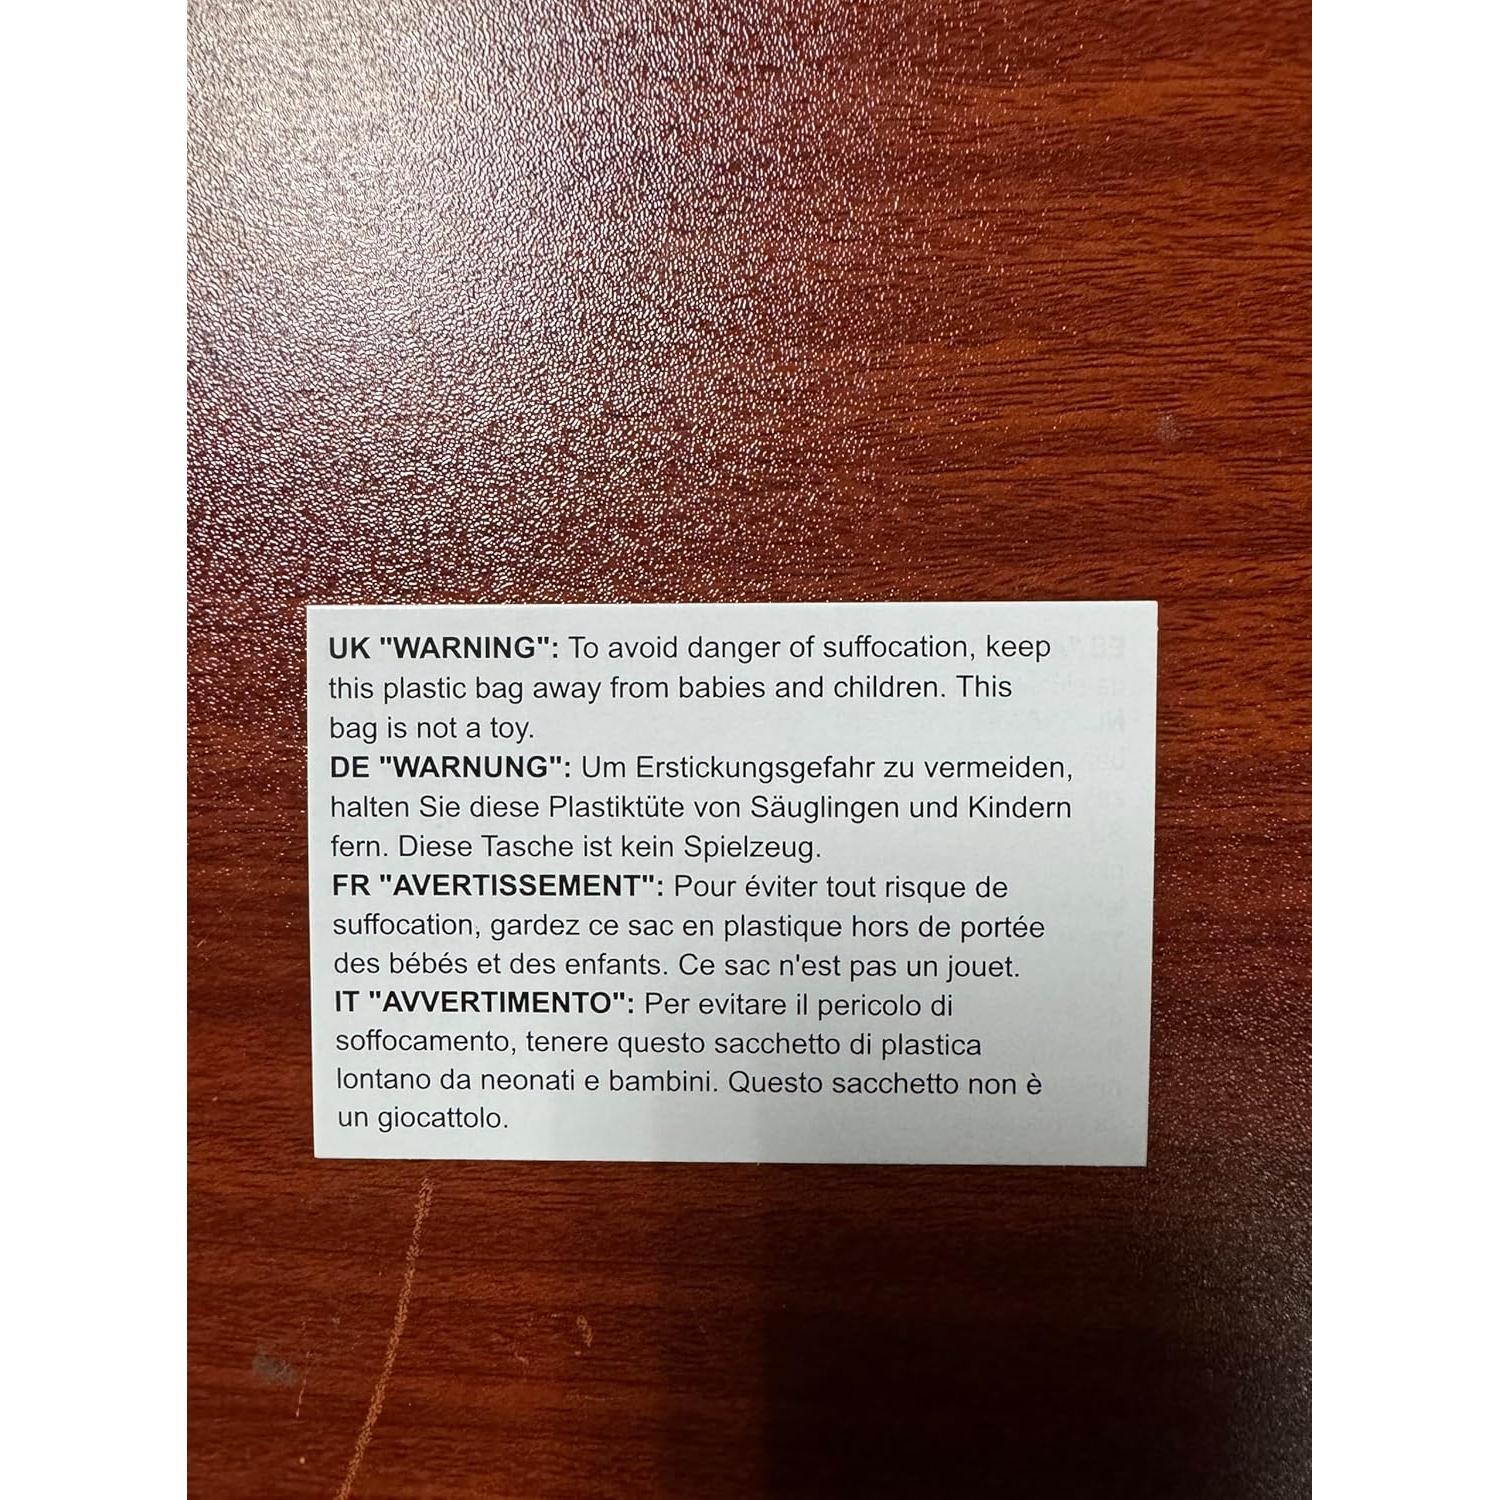 UK "WARNING": To avoid danger of suffocation, keep
this plastic bag away from babies and children. This
bag is not a toy.
DE "WARNUNG": Um Erstickungsgefahr zu vermeiden,
halten Sie diese Plastiktüte von Säuglingen und Kindern
fern. Diese Tasche ist kein Spielzeug.
FR "AVERTISSEMENT": Pour éviter tout risque de
suffocation, gardez ce sac en plastique hors de portée
des bébés et des enfants. Ce sac n'est pas un jouet.
IT "AVVERTIMENTO": Per evitare il pericolo di
soffocamento, tenere questo sacchetto di plastica
lontano da neonati e bambini. Questo sacchetto non è
un giocattolo.